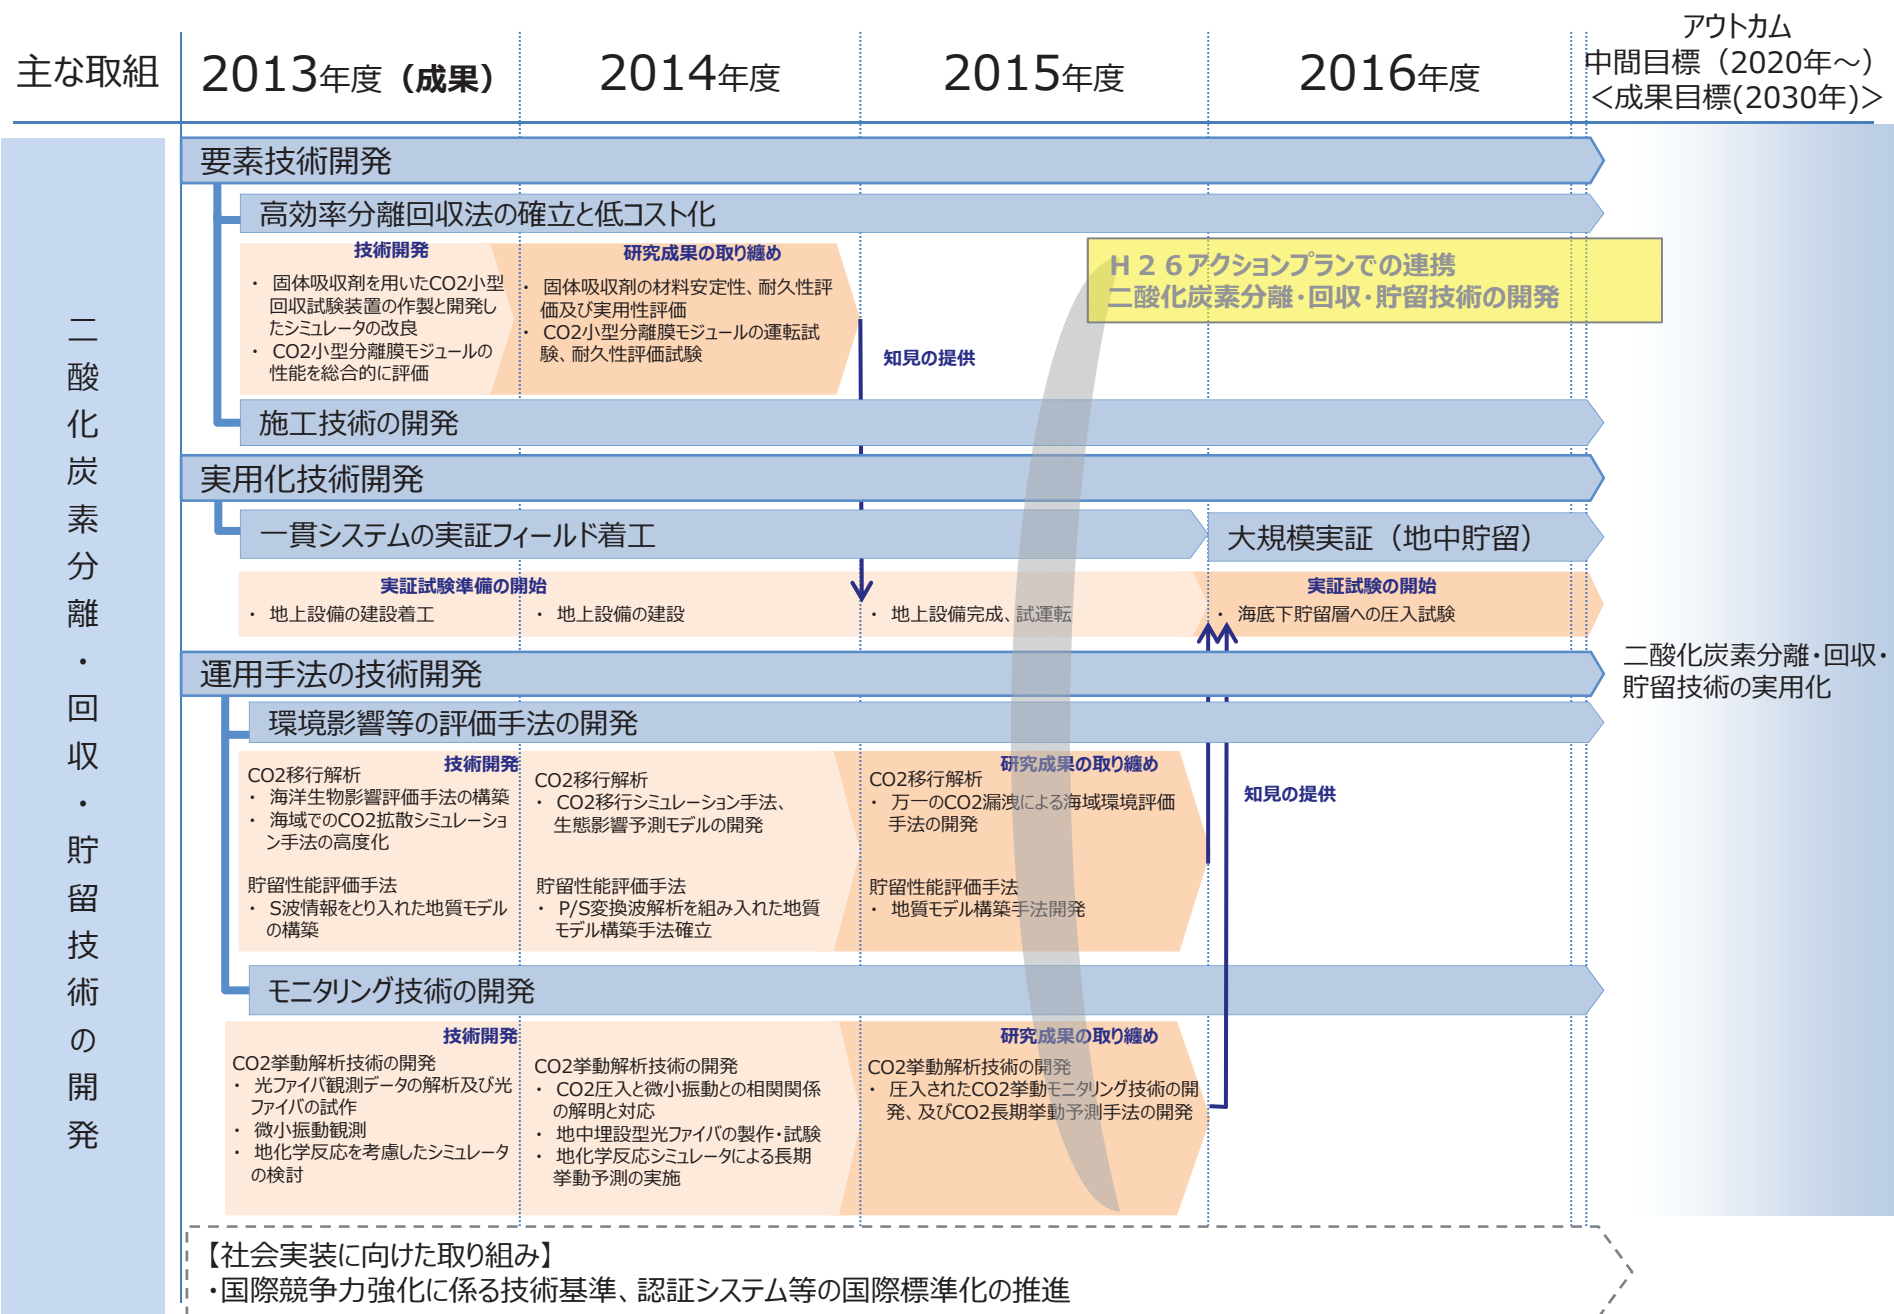 主な取組
2013年度（成果）
2014年度
2015年度
2016年度
アウトカム
中間目標（2020年～）
＜成果目標(2030年)＞
二酸化炭素分離・回収・貯留技術の開発
要素技術開発
高効率分離回収法の確立と低コスト化
技術開発
・ 固体吸収剤を用いたCO2小型
回収試験装置の作製と開発し
たシミュレータの改良
・ CO2小型分離膜モジュールの
性能を総合的に評価
研究成果の取り纏め
・ 固体吸収剤の材料安定性、耐久性評
価及び実用性評価
・ CO2小型分離膜モジュールの運転試
験、耐久性評価試験
知見の提供
Ｈ２６アクションプランでの連携
二酸化炭素分離・回収・貯留技術の開発
施工技術の開発
実用化技術開発
一貫システムの実証フィールド着工
大規模実証（地中貯留）
実証試験準備の開始
・ 地上設備の建設着工
・ 地上設備の建設
・ 地上設備完成、試運転
実証試験の開始
・ 海底下貯留層への圧入試験
運用手法の技術開発
二酸化炭素分離・回収・
貯留技術の実用化
環境影響等の評価手法の開発
技術開発
CO2移行解析
・ 海洋生物影響評価手法の構築
・ 海域でのCO2拡散シミュレーショ
ン手法の高度化
貯留性能評価手法
・ S波情報をとり入れた地質モデル
の構築
CO2移行解析
・ CO2移行シミュレーション手法、
生態影響予測モデルの開発
貯留性能評価手法
・ P/S変換波解析を組み入れた地質
モデル構築手法確立
研究成果の取り纏め
CO2移行解析
・ 万一のCO2漏洩による海域環境評価
手法の開発
貯留性能評価手法
・ 地質モデル構築手法開発
知見の提供
モニタリング技術の開発
技術開発
CO2挙動解析技術の開発
・ 光ファイバ観測データの解析及び光
ファイバの試作
・ 微小振動観測
・ 地化学反応を考慮したシミュレータ
の検討
CO2挙動解析技術の開発
・ CO2圧入と微小振動との相関関係
の解明と対応
・ 地中埋設型光ファイバの製作・試験
・ 地化学反応シミュレータによる長期
挙動予測の実施
研究成果の取り纏め
CO2挙動解析技術の開発
・ 圧入されたCO2挙動モニタリング技術の開
発、及びCO2長期挙動予測手法の開発
【社会実装に向けた取り組み】
・国際競争力強化に係る技術基準、認証システム等の国際標準化の推進